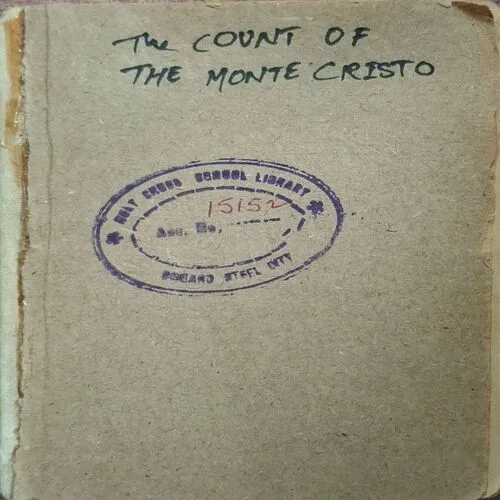 The COUNT OF
THE MONTE CRISTO
HOLY CROSS SCHOOL LIBRARY
15152
Acc. No.
BOKARO STEEL CITY